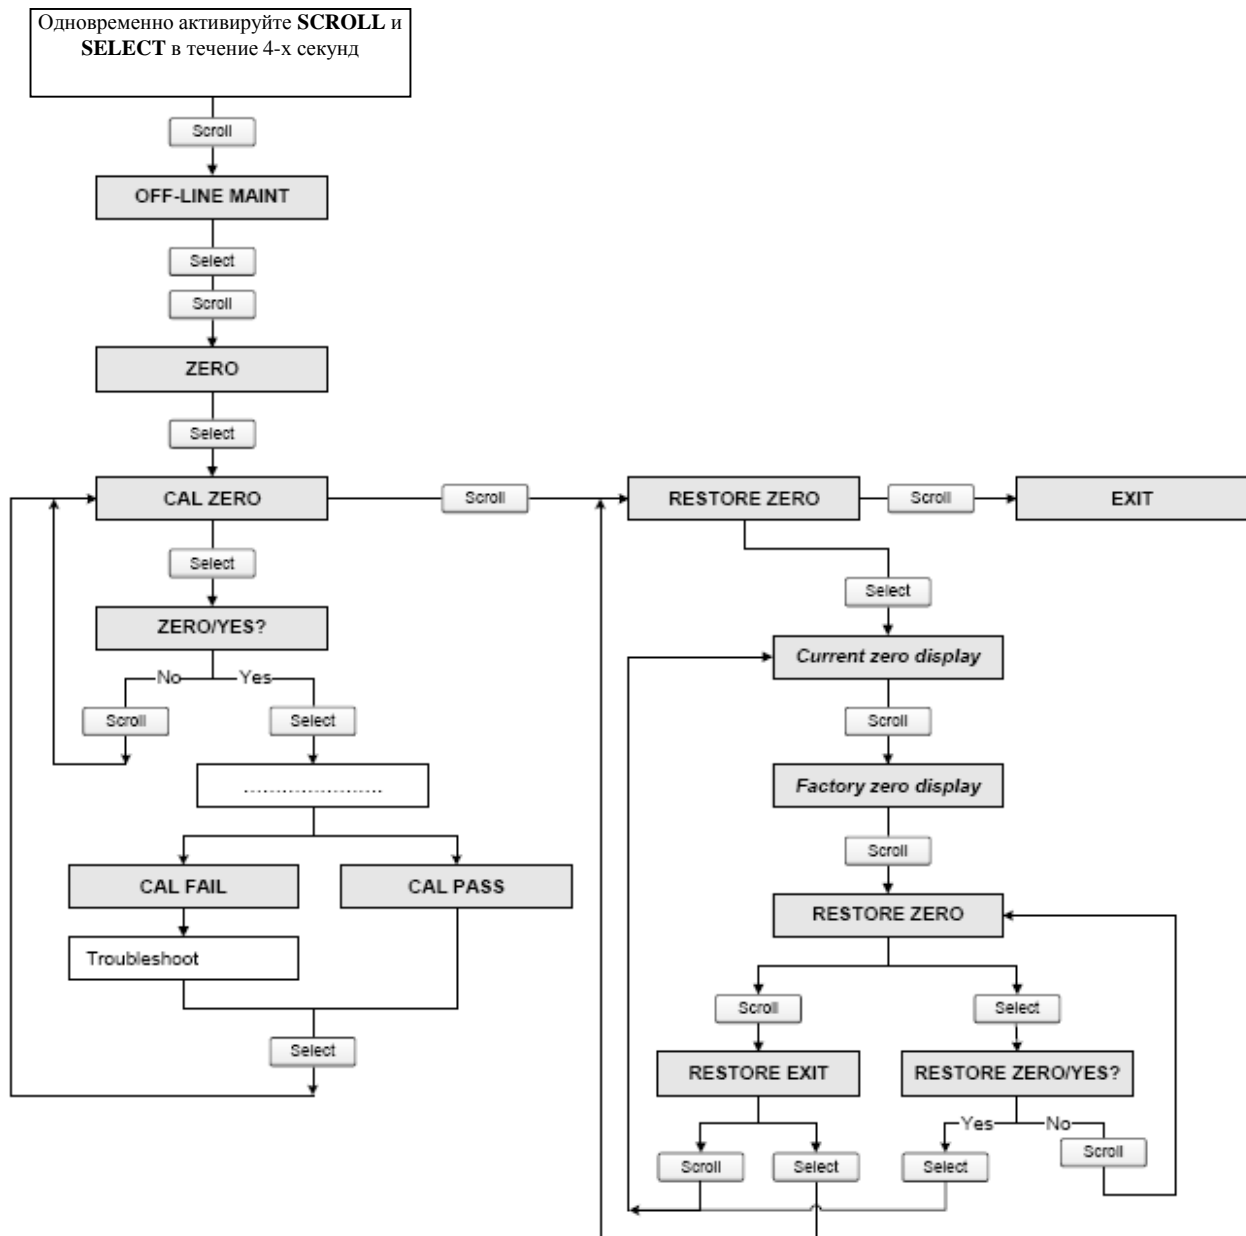 Одновременно активируйте SCROLL и
SELECT в течение 4-х секунд
Scroll
OFF-LINE MAINT
Select
Scroll
ZERO
Select
CAL ZERO
Scroll
RESTORE ZERO
Scroll
EXIT
Select
Select
ZERO/YES?
Current zero display
No
Yes
Scroll
Select
Scroll
........................
Factory zero display
Scroll
CAL FAIL
CAL PASS
RESTORE ZERO
Troubleshoot
Scroll
Select
Select
RESTORE EXIT
RESTORE ZERO/YES?
Yes
No
Scroll
Scroll
Select
Select